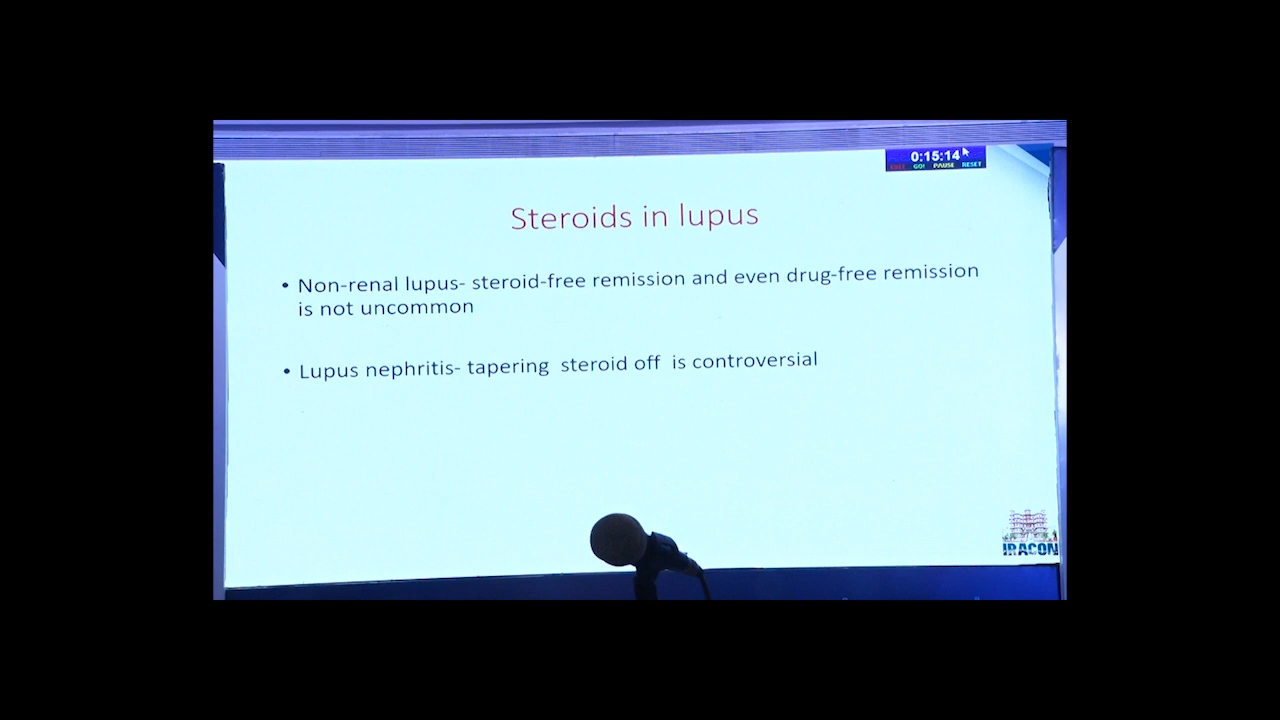 0:15:14
GO! PAUSE RESET
Steroids in lupus
• Non-renal lupus- steroid-free remission and even drug-free remission
is not uncommon
• Lupus nephritis- tapering steroid off is controversial
IRACON